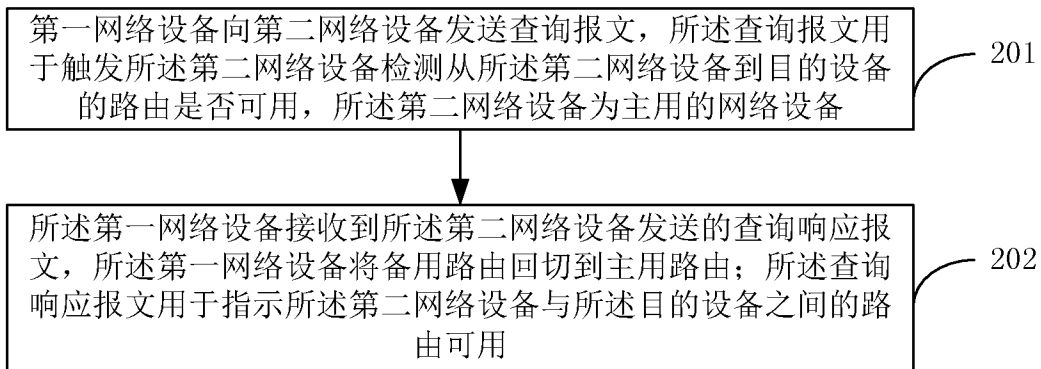 第一网络设备向第二网络设备发送查询报文，所述查询报文用
于触发所述第二网络设备检测从所述第二网络设备到目的设备
的路由是否可用，所述第二网络设备为主用的网络设备
201
所述第一网络设备接收到所述第二网络设备发送的查询响应报
文，所述第一网络设备将备用路由回切到主用路由；所述查询
响应报文用于指示所述第二网络设备与所述目的设备之间的路
由可用
202